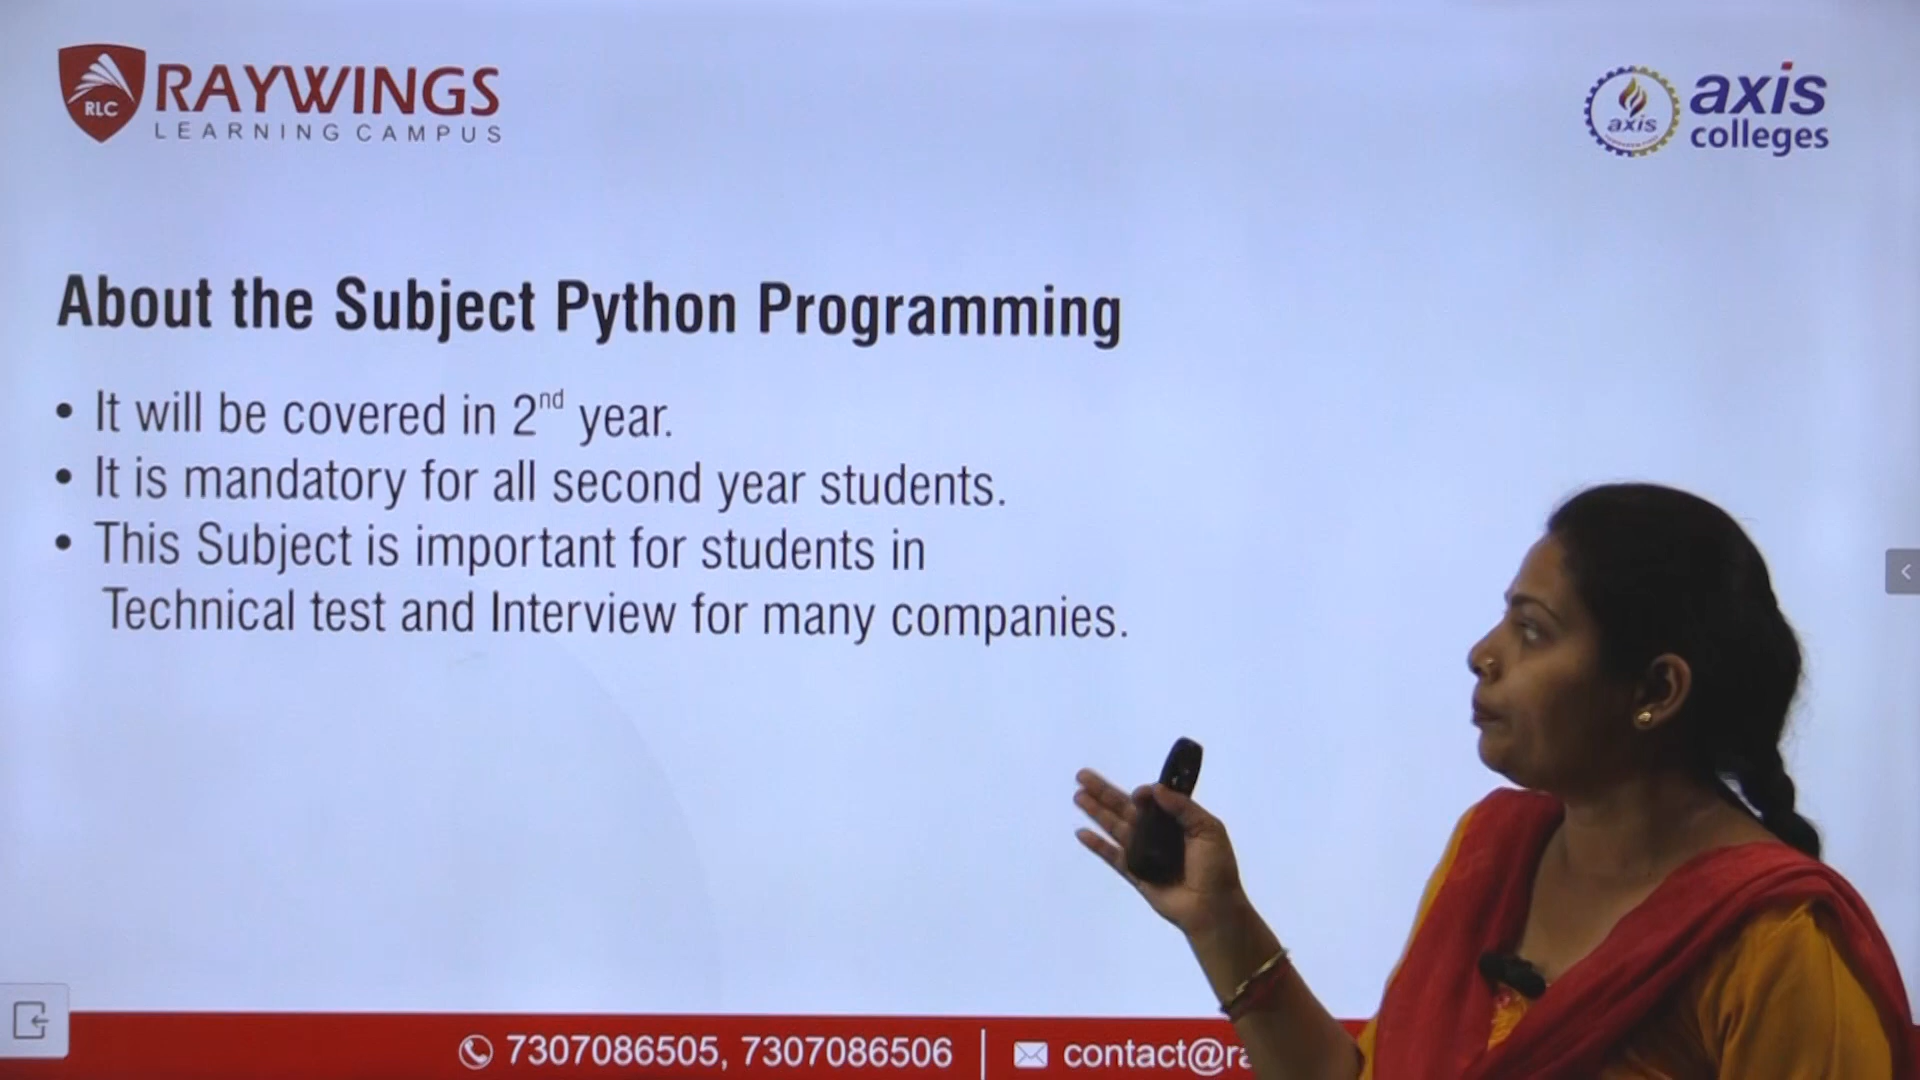 RLC
RAYWINGS
LEARNING CAMPUS
axis
axis
colleges
About the Subject Python Programming
• It will be covered in 2nd year.
• It is mandatory for all second year students.
• This Subject is important for students in
Technical test and Interview for many companies.
7307086505, 7307086506 | contact@ra